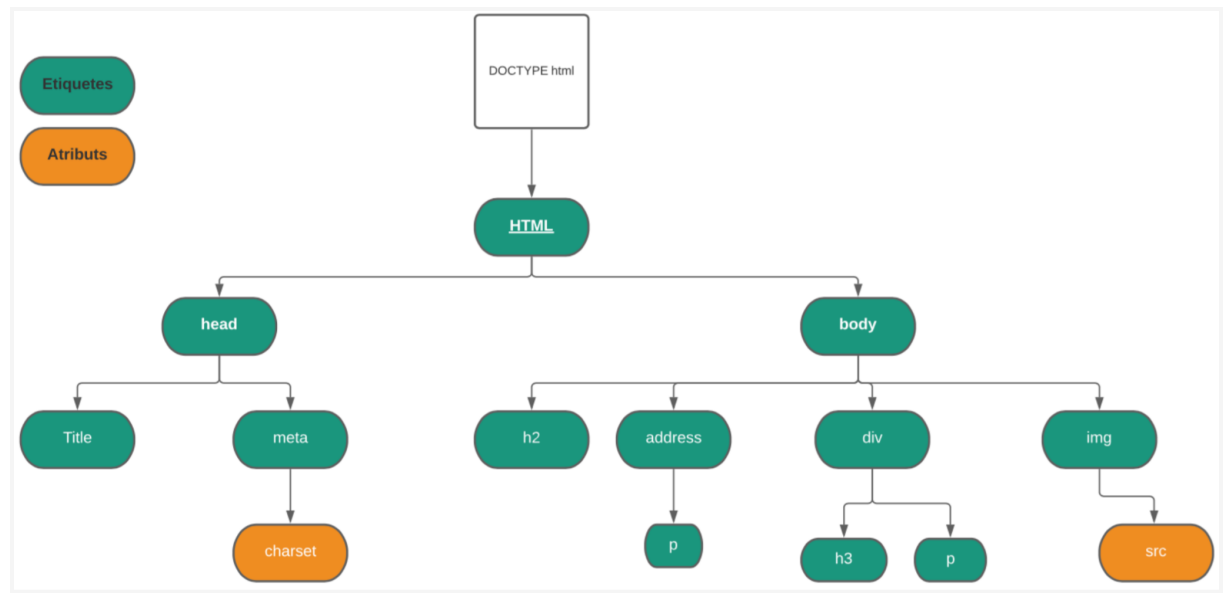 DOCTYPE html
Etiquetes
Atributs
HTML
head
body
Title
meta
h2
address
div
img
charset
p
h3
p
src